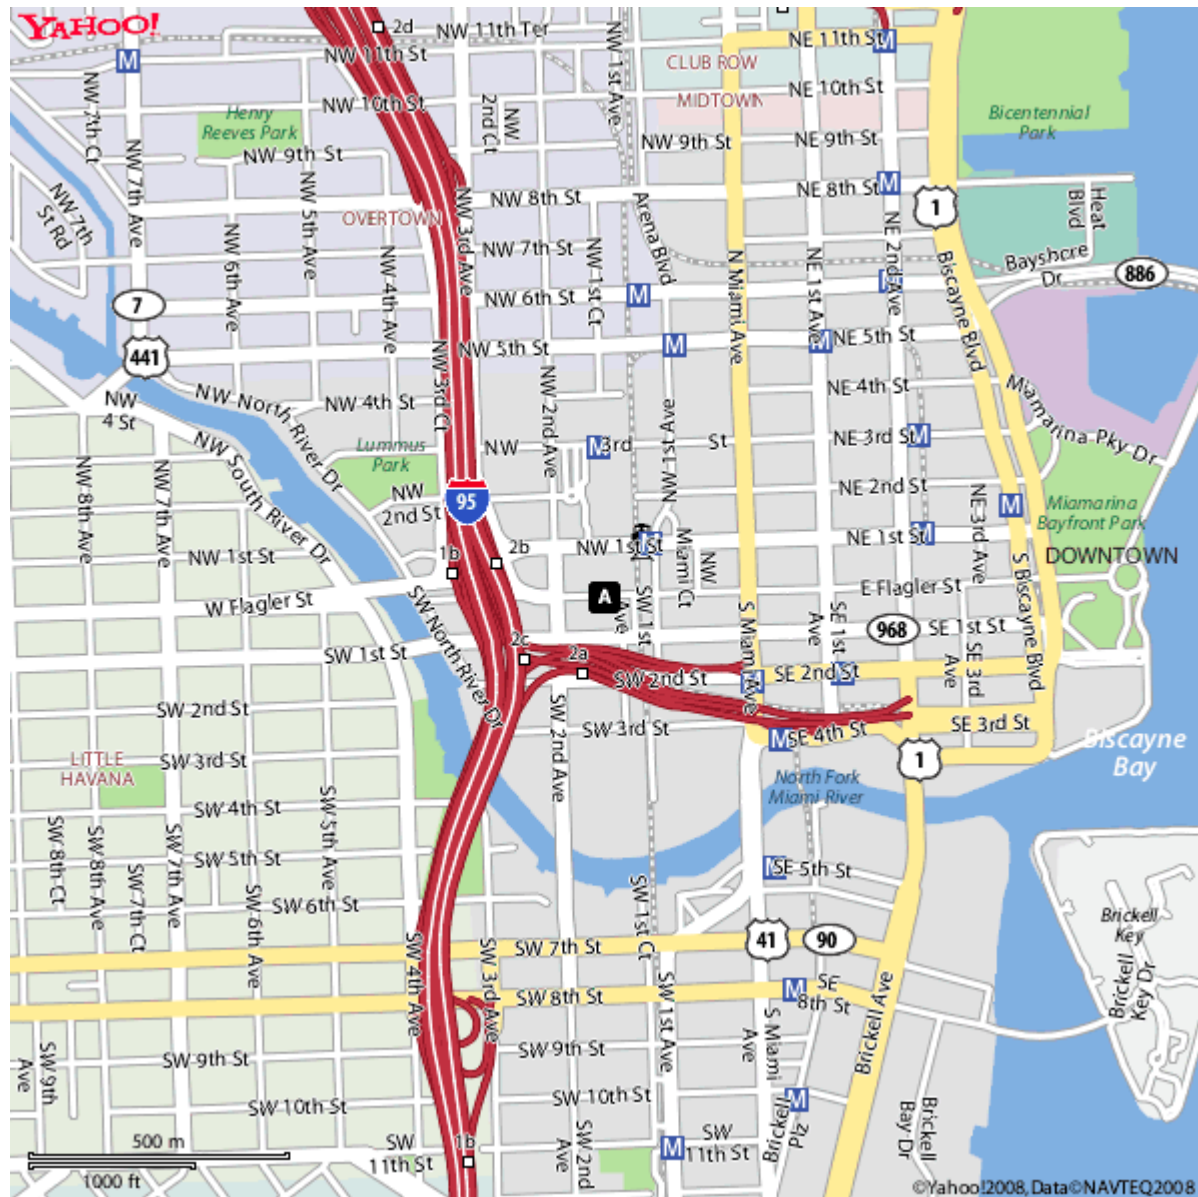 YAHOO!
2d
NW 11th Ter
NW 1st Ave
NE 11th St
M
M
NW 11th St
CLUB ROW
NW 7th Ct
NW 10th St
NW
2nd Ct
MIDTOWN
NE 10th St
Henry
Reeves Park
Bicentennial
Park
NW 9th St
NW 9th St
NE 9th St
NW 7th Ave
NW 5th Ave
NW 3rd Ave
NW 8th St
NE 8th St
M
NW 7th
St Rd
OVERTOWN
Arena Blvd
1
Heat
Blvd
NW 6th Ave
NW 4th Ave
NW 7th St
NW 1st Ct
N Miami Ave
NE 1st Ave
NE 2nd Ave
Biscayne Blvd
Bayshore
Dr
886
7
NW 6th St
M
M
441
NW 3rd Ct
NW 5th St
M
M
NE 5th St
NW
4 St
NW North River Dr
NW 4th St
NW 2nd Ave
NW 1st Ave
NE 4th St
Miamarina Pky Dr
NW South River Dr
Lummus
Park
NW
M
3rd
St
NE 3rd St
M
NW 8th Ave
NW 7th Ave
NW
2nd St
95
NE 2nd St
NE 3rd Ave
M
Miamarina
Bayfront Park
NW 1st St
1b
2b
NW 1st St
M
NW
Miami Ct
NE 1st St
M
DOWNTOWN
W Flagler St
A
E Flagler St
S Biscayne Blvd
SW North River Dr
Ave
SW 1st
S Miami Ave
SE 1st
Ave
968
SE 1st St
SW 1st St
2c
2a
SW 2nd St
M
SE 2nd St
M
SE 3rd
Ave
SW 2nd St
SW 2nd Ave
SW 3rd St
M
SE 4th St
SE 3rd St
Biscayne
Bay
1
LITTLE
HAVANA
SW 3rd St
North Fork
Miami River
SW 4th St
SW 5th Ave
SW 8th Ct
SW 8th Ave
SW 7th Ave
SW 7th Ct
SW 5th St
SW 6th Ave
SW 6th St
M
SE 5th St
SW 1st Ct
Brickell
Key
SW 4th Ave
SW 3rd Ave
SW 7th St
41
90
Brickell
Key Dr
SW 8th St
SW 1st Ave
M
SE
8th St
Brickell Ave
SW 9th
Ave
SW 9th St
SW 9th St
S Miami
Ave
SW 10th St
SW 10th St
M
Brickell
Plz
Brickell
Bay Dr
500 m
1000 ft
SW
11th St
1b
SW 2nd
Ave
M
SW
11th St
©Yahoo!2008, Data©NAVTEQ2008